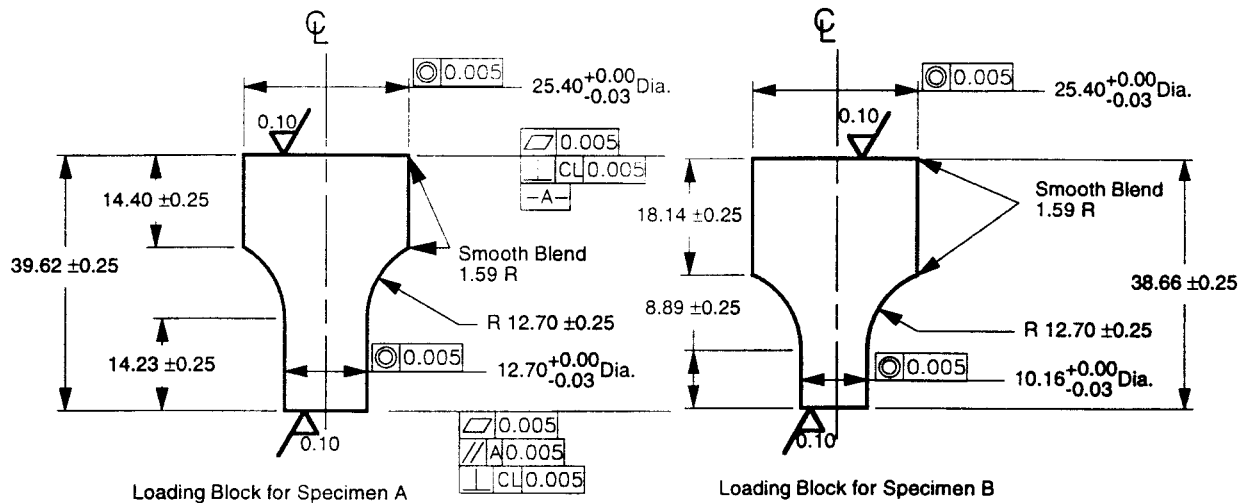 ℄
◎ 0.005
25.40 +0.00 -0.03 Dia.
0.10
⏥ 0.005
⊥ CL 0.005
-A-
14.40 ±0.25
39.62 ±0.25
Smooth Blend
1.59 R
R 12.70 ±0.25
14.23 ±0.25
◎ 0.005
12.70 +0.00 -0.03 Dia.
0.10
⏥ 0.005
// A 0.005
⊥ CL 0.005
Loading Block for Specimen A
℄
◎ 0.005
25.40 +0.00 -0.03 Dia.
0.10
Smooth Blend
1.59 R
18.14 ±0.25
38.66 ±0.25
8.89 ±0.25
R 12.70 ±0.25
◎ 0.005
10.16 +0.00 -0.03 Dia.
0.10
Loading Block for Specimen B